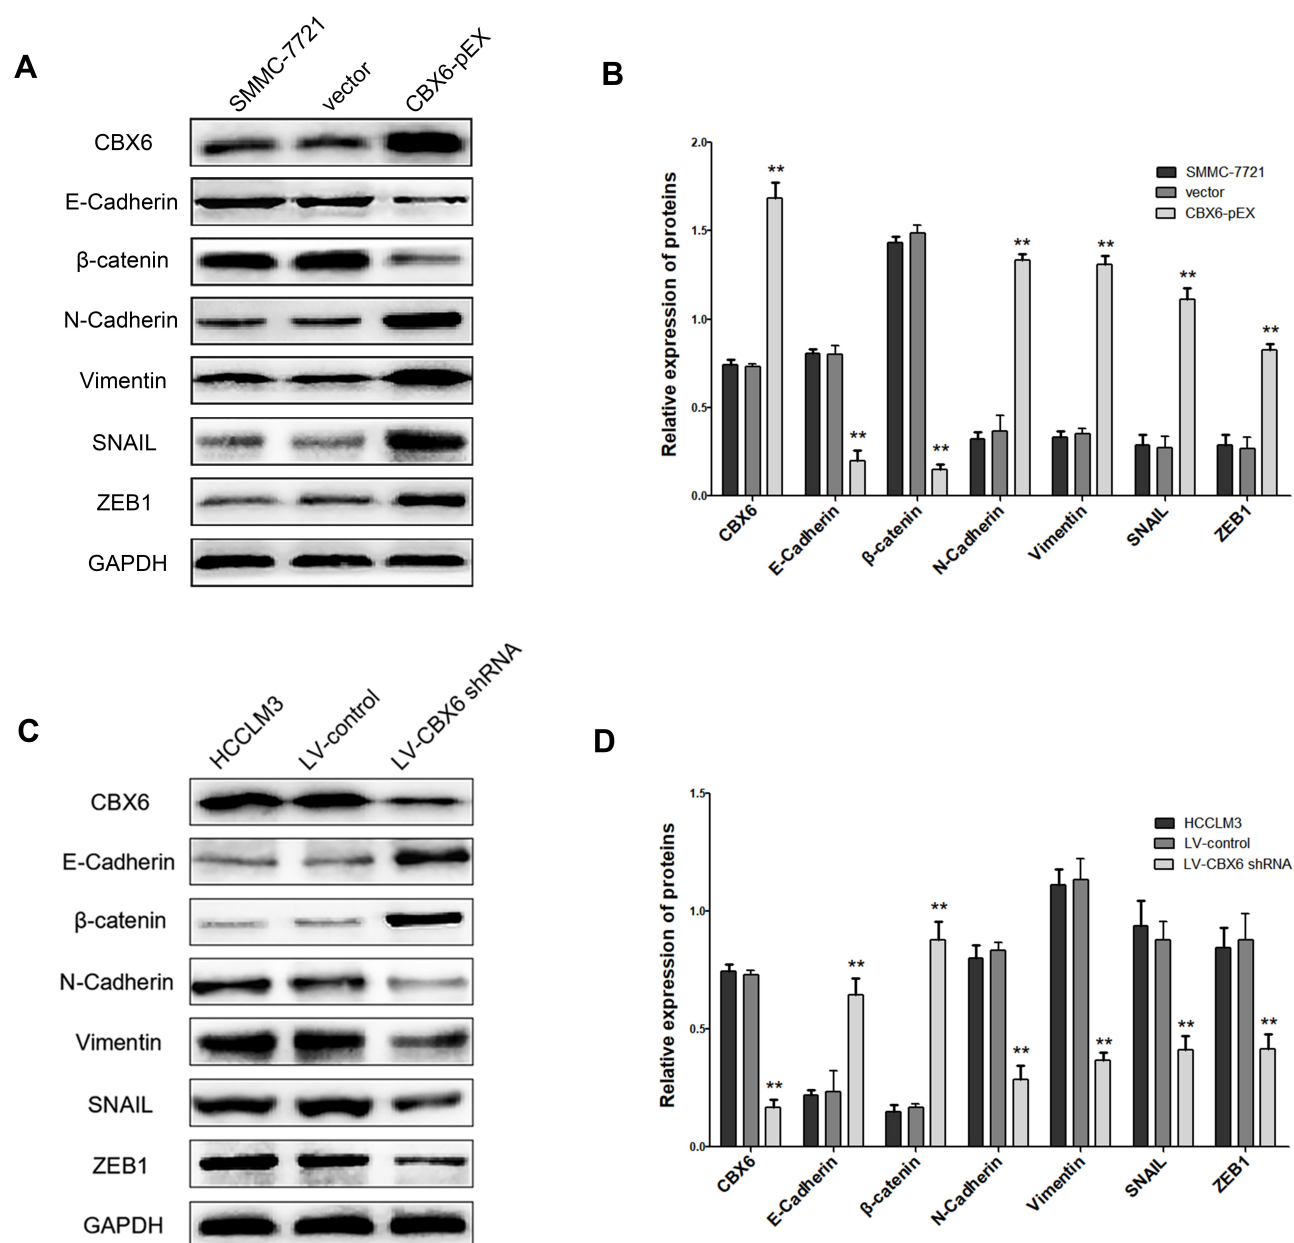 A
SMMC-7721
vector
CBX6-pEX
CBX6
E-Cadherin
β-catenin
N-Cadherin
Vimentin
SNAIL
ZEB1
GAPDH
B
Relative expression of proteins
2.0
1.5
1.0
0.5
0.0
SMMC-7721
vector
CBX6-pEX
** ** ** ** ** ** **
CBX6 E-Cadherin β-catenin N-Cadherin Vimentin SNAIL ZEB1
C
HCCLM3
LV-control
LV-CBX6 shRNA
CBX6
E-Cadherin
β-catenin
N-Cadherin
Vimentin
SNAIL
ZEB1
GAPDH
D
Relative expression of proteins
1.5
1.0
0.5
0.0
HCCLM3
LV-control
LV-CBX6 shRNA
** ** ** ** ** ** **
CBX6 E-Cadherin β-catenin N-Cadherin Vimentin SNAIL ZEB1